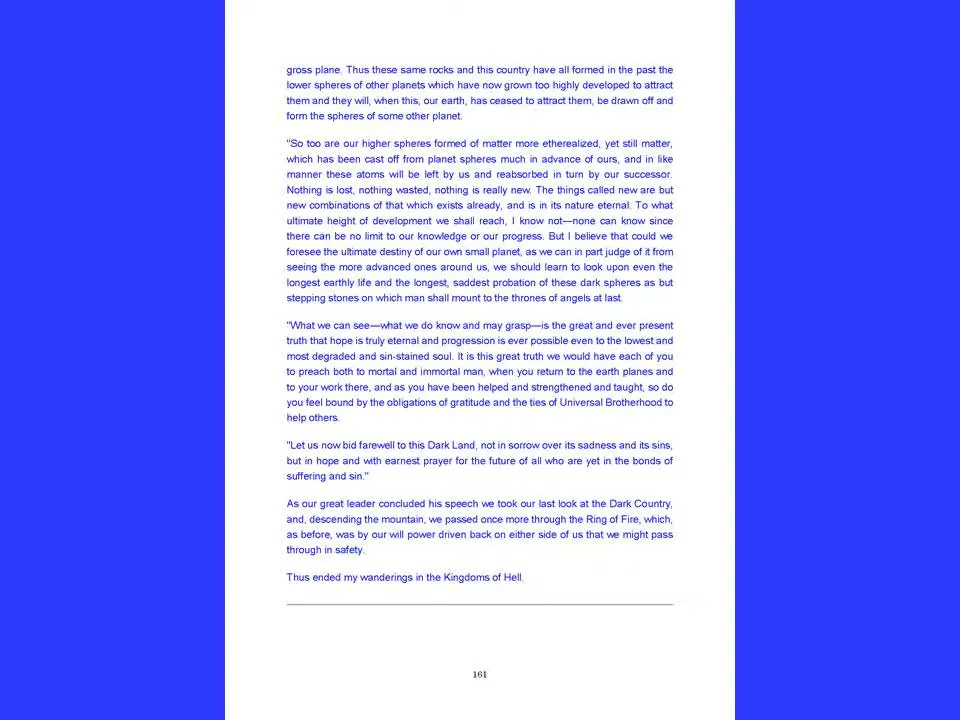 gross plane. Thus these same rocks and this country have all formed in the past the
lower spheres of other planets which have now grown too highly developed to attract
them and they will, when this, our earth, has ceased to attract them, be drawn off and
form the spheres of some other planet.
"So too are our higher spheres formed of matter more etherealized, yet still matter,
which has been cast off from planet spheres much in advance of ours, and in like
manner these atoms will be left by us and reabsorbed in turn by our successor.
Nothing is lost, nothing wasted, nothing is really new. The things called new are but
new combinations of that which exists already, and is in its nature eternal. To what
ultimate height of development we shall reach, I know not—none can know since
there can be no limit to our knowledge or our progress. But I believe that could we
foresee the ultimate destiny of our own small planet, as we can in part judge of it from
seeing the more advanced ones around us, we should learn to look upon even the
longest earthly life and the longest, saddest probation of these dark spheres as but
stepping stones on which man shall mount to the thrones of angels at last.
"What we can see—what we do know and may grasp—is the great and ever present
truth that hope is truly eternal and progression is ever possible even to the lowest and
most degraded and sin-stained soul. It is this great truth we would have each of you
to preach both to mortal and immortal man, when you return to the earth planes and
to your work there, and as you have been helped and strengthened and taught, so do
you feel bound by the obligations of gratitude and the ties of Universal Brotherhood to
help others.
"Let us now bid farewell to this Dark Land, not in sorrow over its sadness and its sins,
but in hope and with earnest prayer for the future of all who are yet in the bonds of
suffering and sin."
As our great leader concluded his speech we took our last look at the Dark Country,
and, descending the mountain, we passed once more through the Ring of Fire, which,
as before, was by our will power driven back on either side of us that we might pass
through in safety.
Thus ended my wanderings in the Kingdoms of Hell.
161